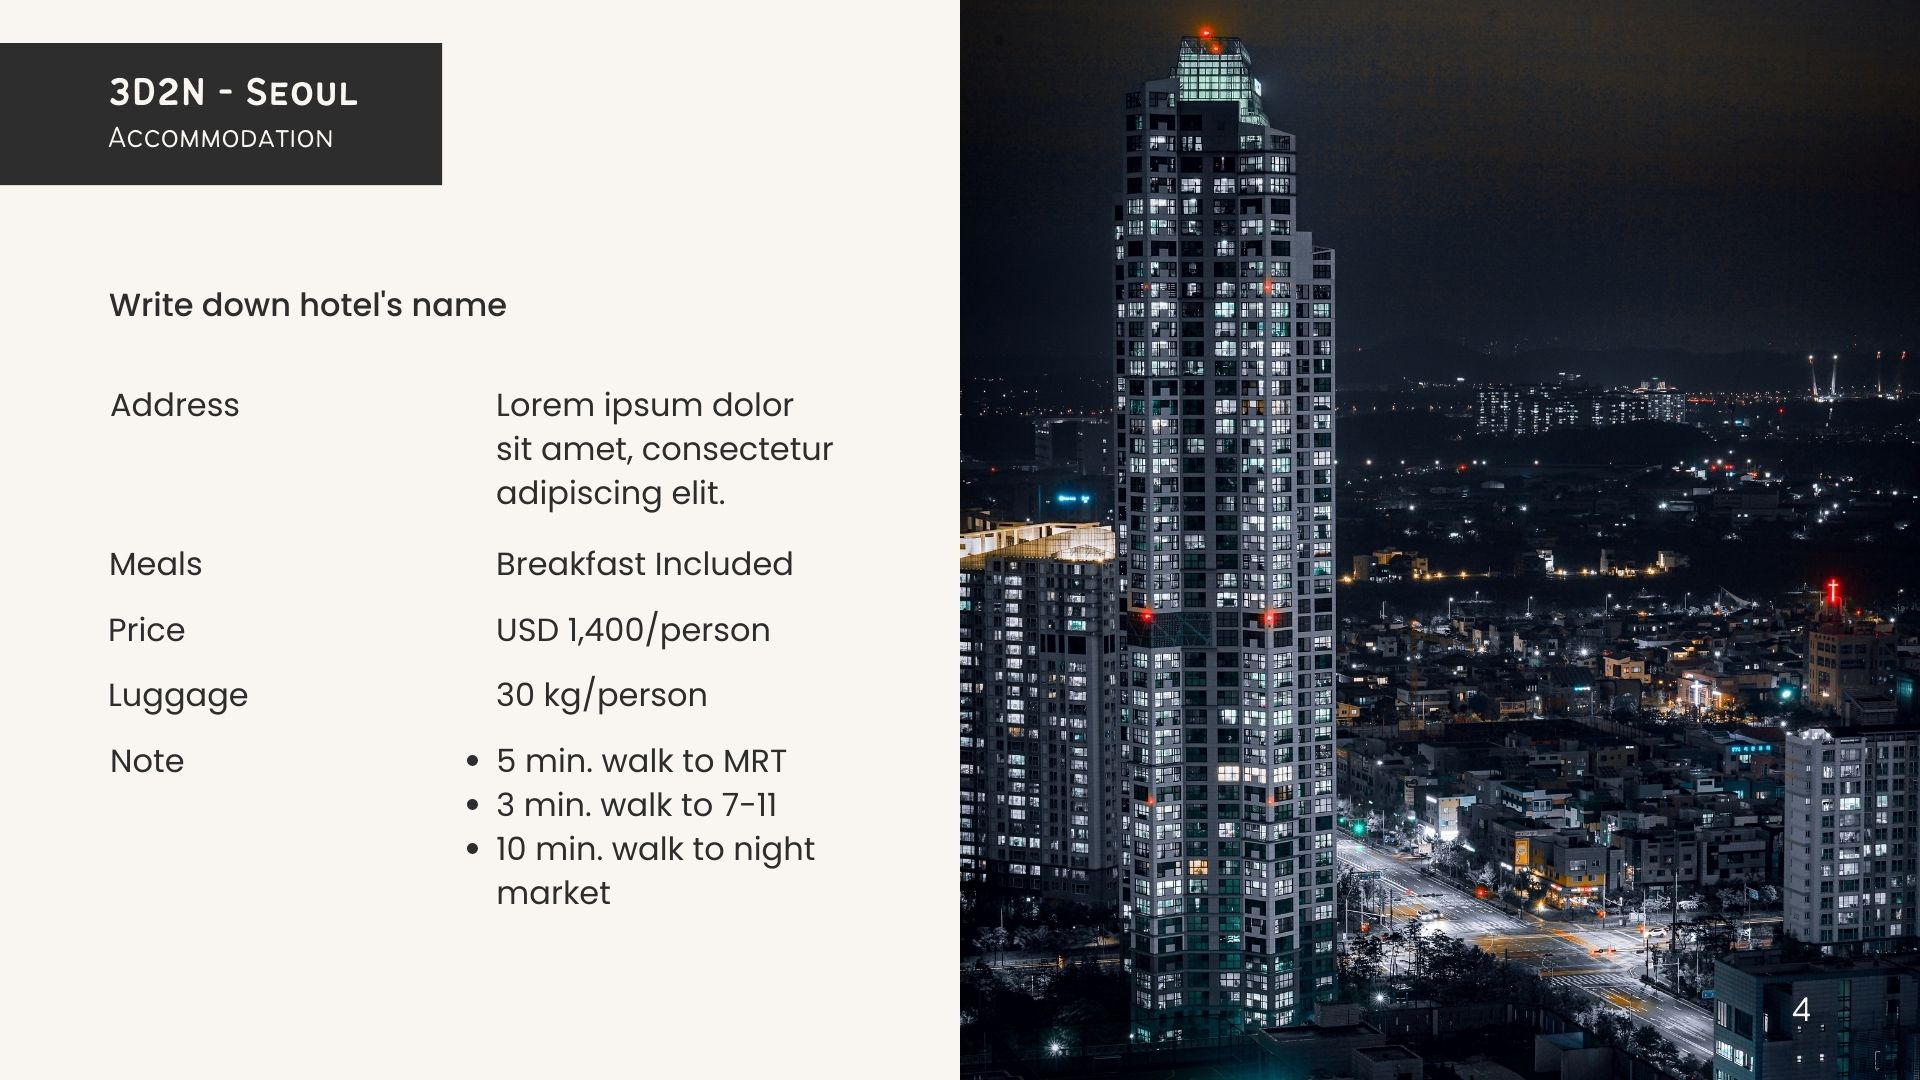 3D2N - Seoul
Accommodation
Write down hotel's name
Address
Lorem ipsum dolor
sit amet, consectetur
adipiscing elit.
Meals
Breakfast Included
Price
USD 1,400/person
Luggage
30 kg/person
Note
• 5 min. walk to MRT
• 3 min. walk to 7-11
• 10 min. walk to night
market
4